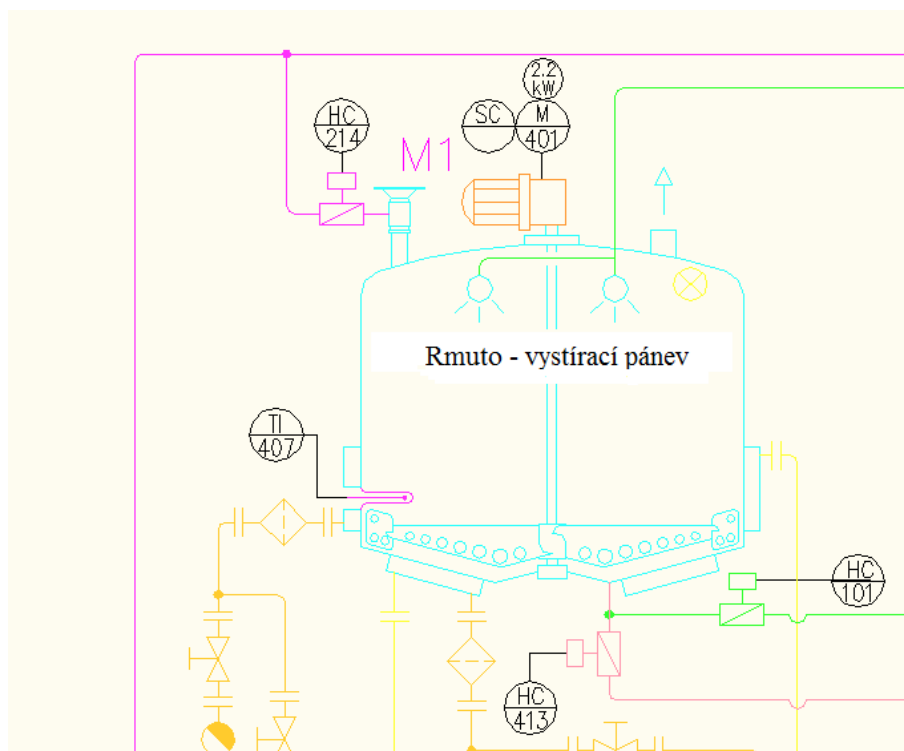 2.2
kW
HC
214
SC
M
401
M1
Rmuto - vystírací pánev
TI
407
HC
101
HC
413